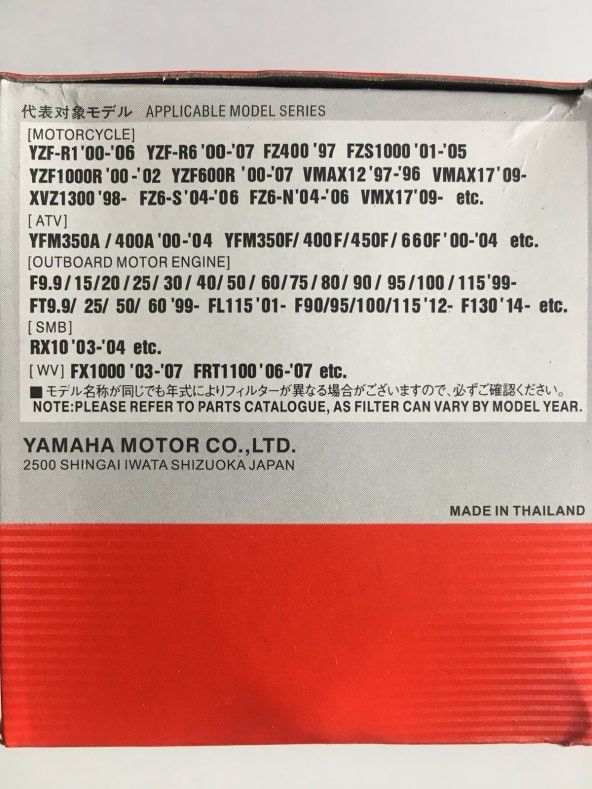 代表対象モデル APPLICABLE MODEL SERIES
[MOTORCYCLE]
YZF-R1 '00-'06 YZF-R6 '00-'07 FZ400 '97 FZS1000 '01-'05
YZF1000R '00 -'02 YZF600R '00-'07 VMAX12 '97-'96 VMAX17 '09-
XVZ1300 '98- FZ6-S '04-'06 FZ6-N '04-'06 VMX17 '09- etc.
[ATV]
YFM350A / 400A '00-'04 YFM350F/ 400F/450F/ 660F '00-'04 etc.
[OUTBOARD MOTOR ENGINE]
F9.9/15/20/25/30/40/50/60/75/80/90/95/100/115 '99-
FT9.9/ 25/ 50/ 60 '99- FL115 '01- F90/95/100/115 '12- F130 '14- etc.
[SMB]
RX10 '03-'04 etc.
[WV] FX1000 '03-'07 FRT1100 '06-'07 etc.
■モデル名称が同じでも年式によりフィルターが異なる場合がございますので、必ずご確認ください。
NOTE:PLEASE REFER TO PARTS CATALOGUE, AS FILTER CAN VARY BY MODEL YEAR.
YAMAHA MOTOR CO.,LTD.
2500 SHINGAI IWATA SHIZUOKA JAPAN
MADE IN THAILAND